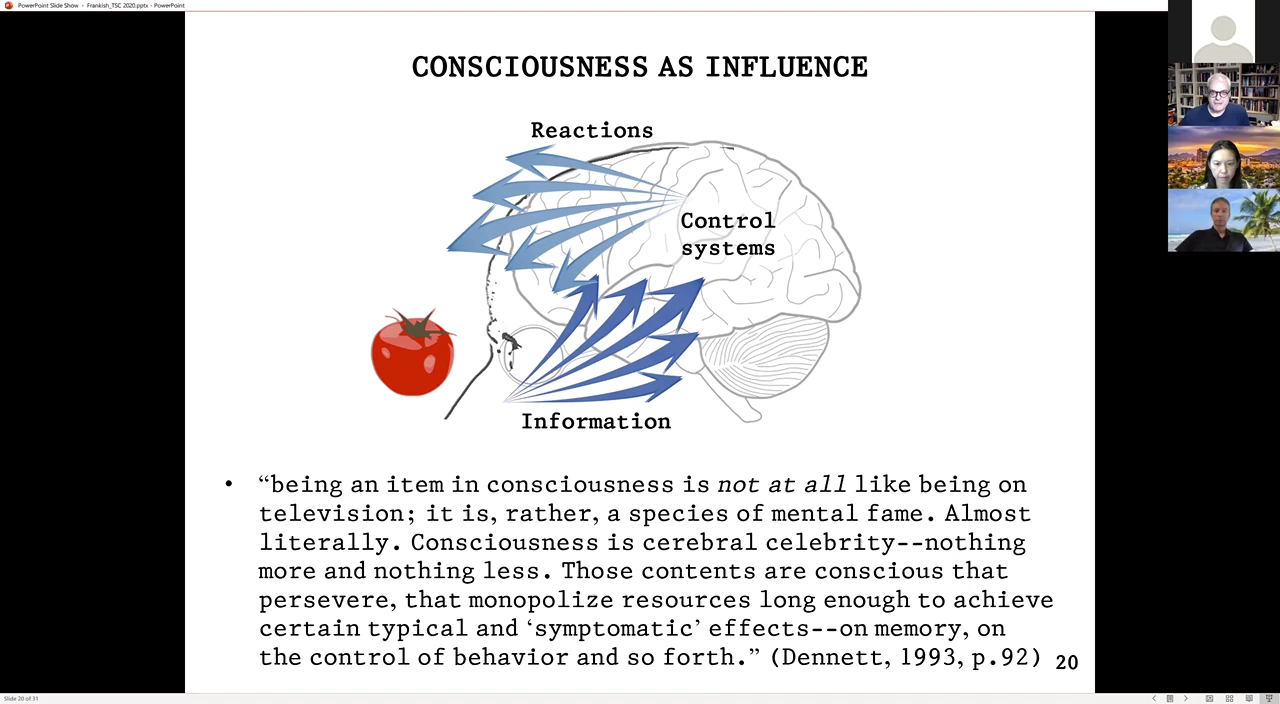 PowerPoint Slide Show - Frankish_TSC 2020.pptx - PowerPoint
CONSCIOUSNESS AS INFLUENCE
Reactions
Control
systems
Information
• “being an item in consciousness is not at all like being on
television; it is, rather, a species of mental fame. Almost
literally. Consciousness is cerebral celebrity--nothing
more and nothing less. Those contents are conscious that
persevere, that monopolize resources long enough to achieve
certain typical and ‘symptomatic’ effects--on memory, on
the control of behavior and so forth.” (Dennett, 1993, p.92)
20
Slide 20 of 31